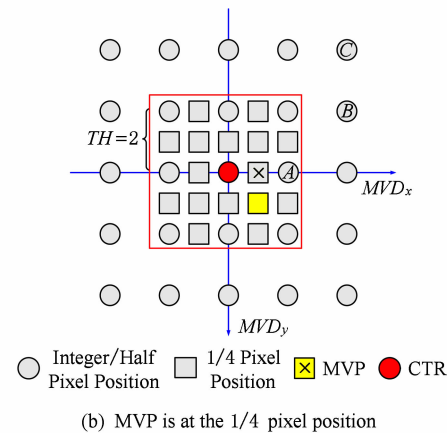 C
B
TH=2
A
MVDx
MVDy
Integer/Half Pixel Position
1/4 Pixel Position
MVP
CTR
(b) MVP is at the 1/4 pixel position